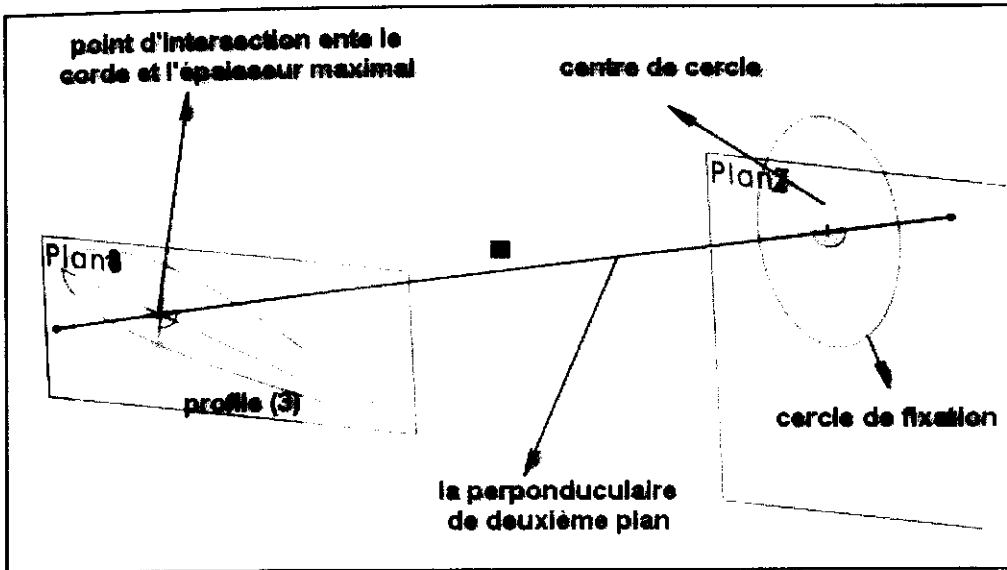 point d'intersection ente le
corde et l'épaisseur maximal
centre de cercle
Plan
Plan
profile (3)
cercle de fixation
la perponduculaire
de deuxième plan